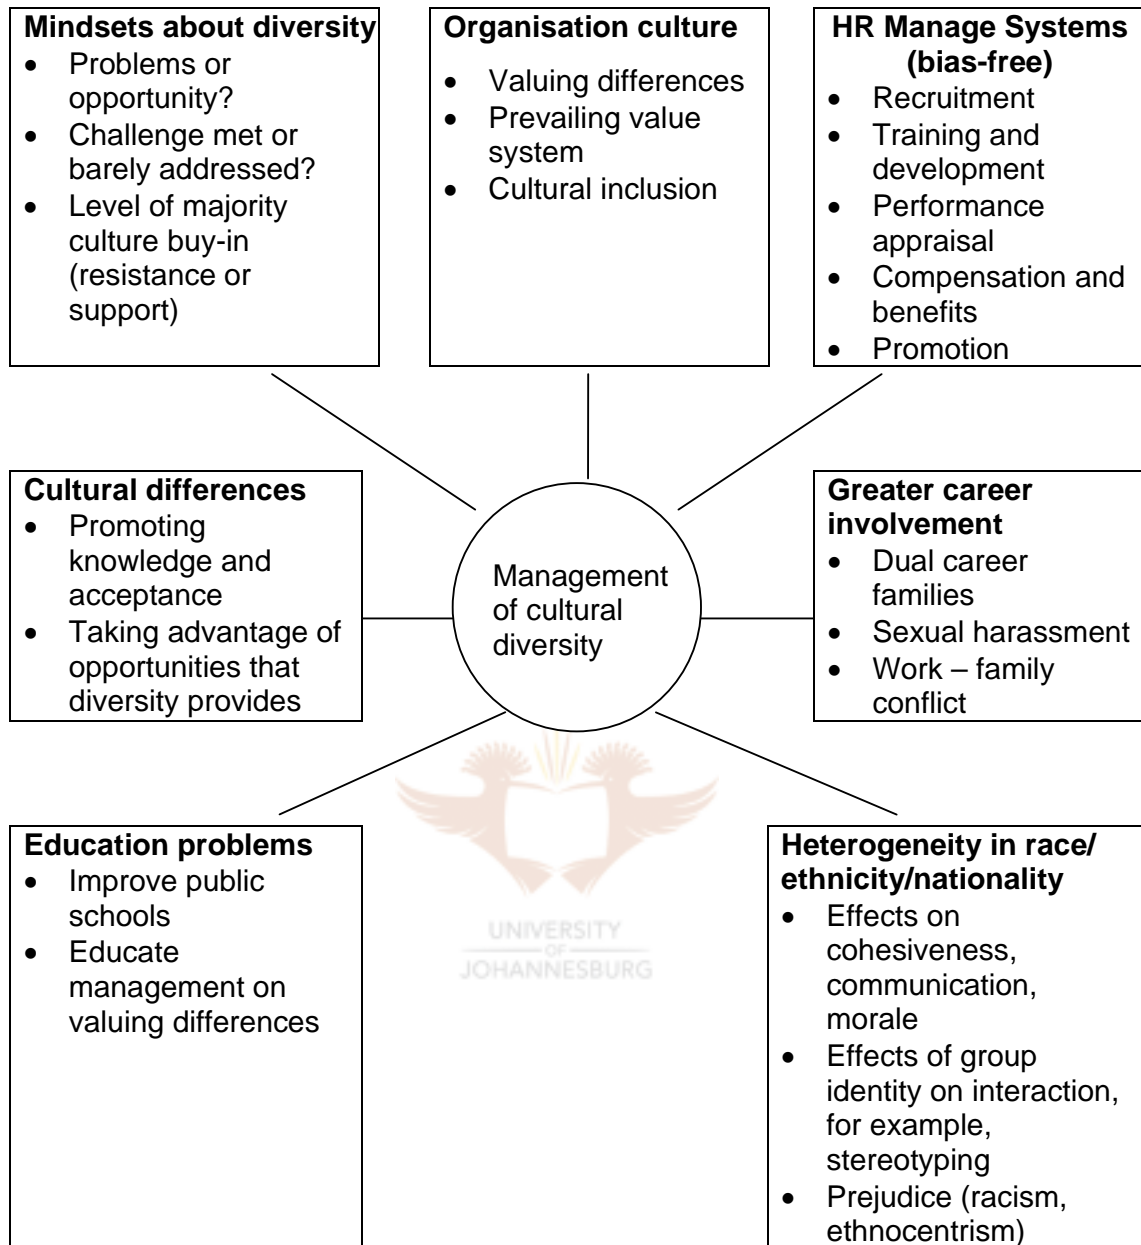 Mindsets about diversity
• Problems or
opportunity?
• Challenge met or
barely addressed?
• Level of majority
culture buy-in
(resistance or
support)
Organisation culture
• Valuing differences
• Prevailing value
system
• Cultural inclusion
HR Manage Systems
(bias-free)
• Recruitment
• Training and
development
• Performance
appraisal
• Compensation and
benefits
• Promotion
Cultural differences
• Promoting
knowledge and
acceptance
• Taking advantage of
opportunities that
diversity provides
Management
of cultural
diversity
Greater career
involvement
• Dual career
families
• Sexual harassment
• Work – family
conflict
Education problems
• Improve public
schools
• Educate
management on
valuing differences
UNIVERSITY
OF
JOHANNESBURG
Heterogeneity in race/
ethnicity/nationality
• Effects on
cohesiveness,
communication,
morale
• Effects of group
identity on interaction,
for example,
stereotyping
• Prejudice (racism,
ethnocentrism)